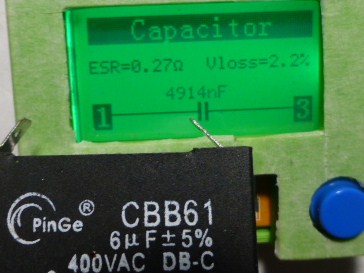 Capacitor
ESR=0.27Ω Vloss=2.2%
4914nF
1 3
PinGe®
CBB61
6μF±5%
400VAC DB-C